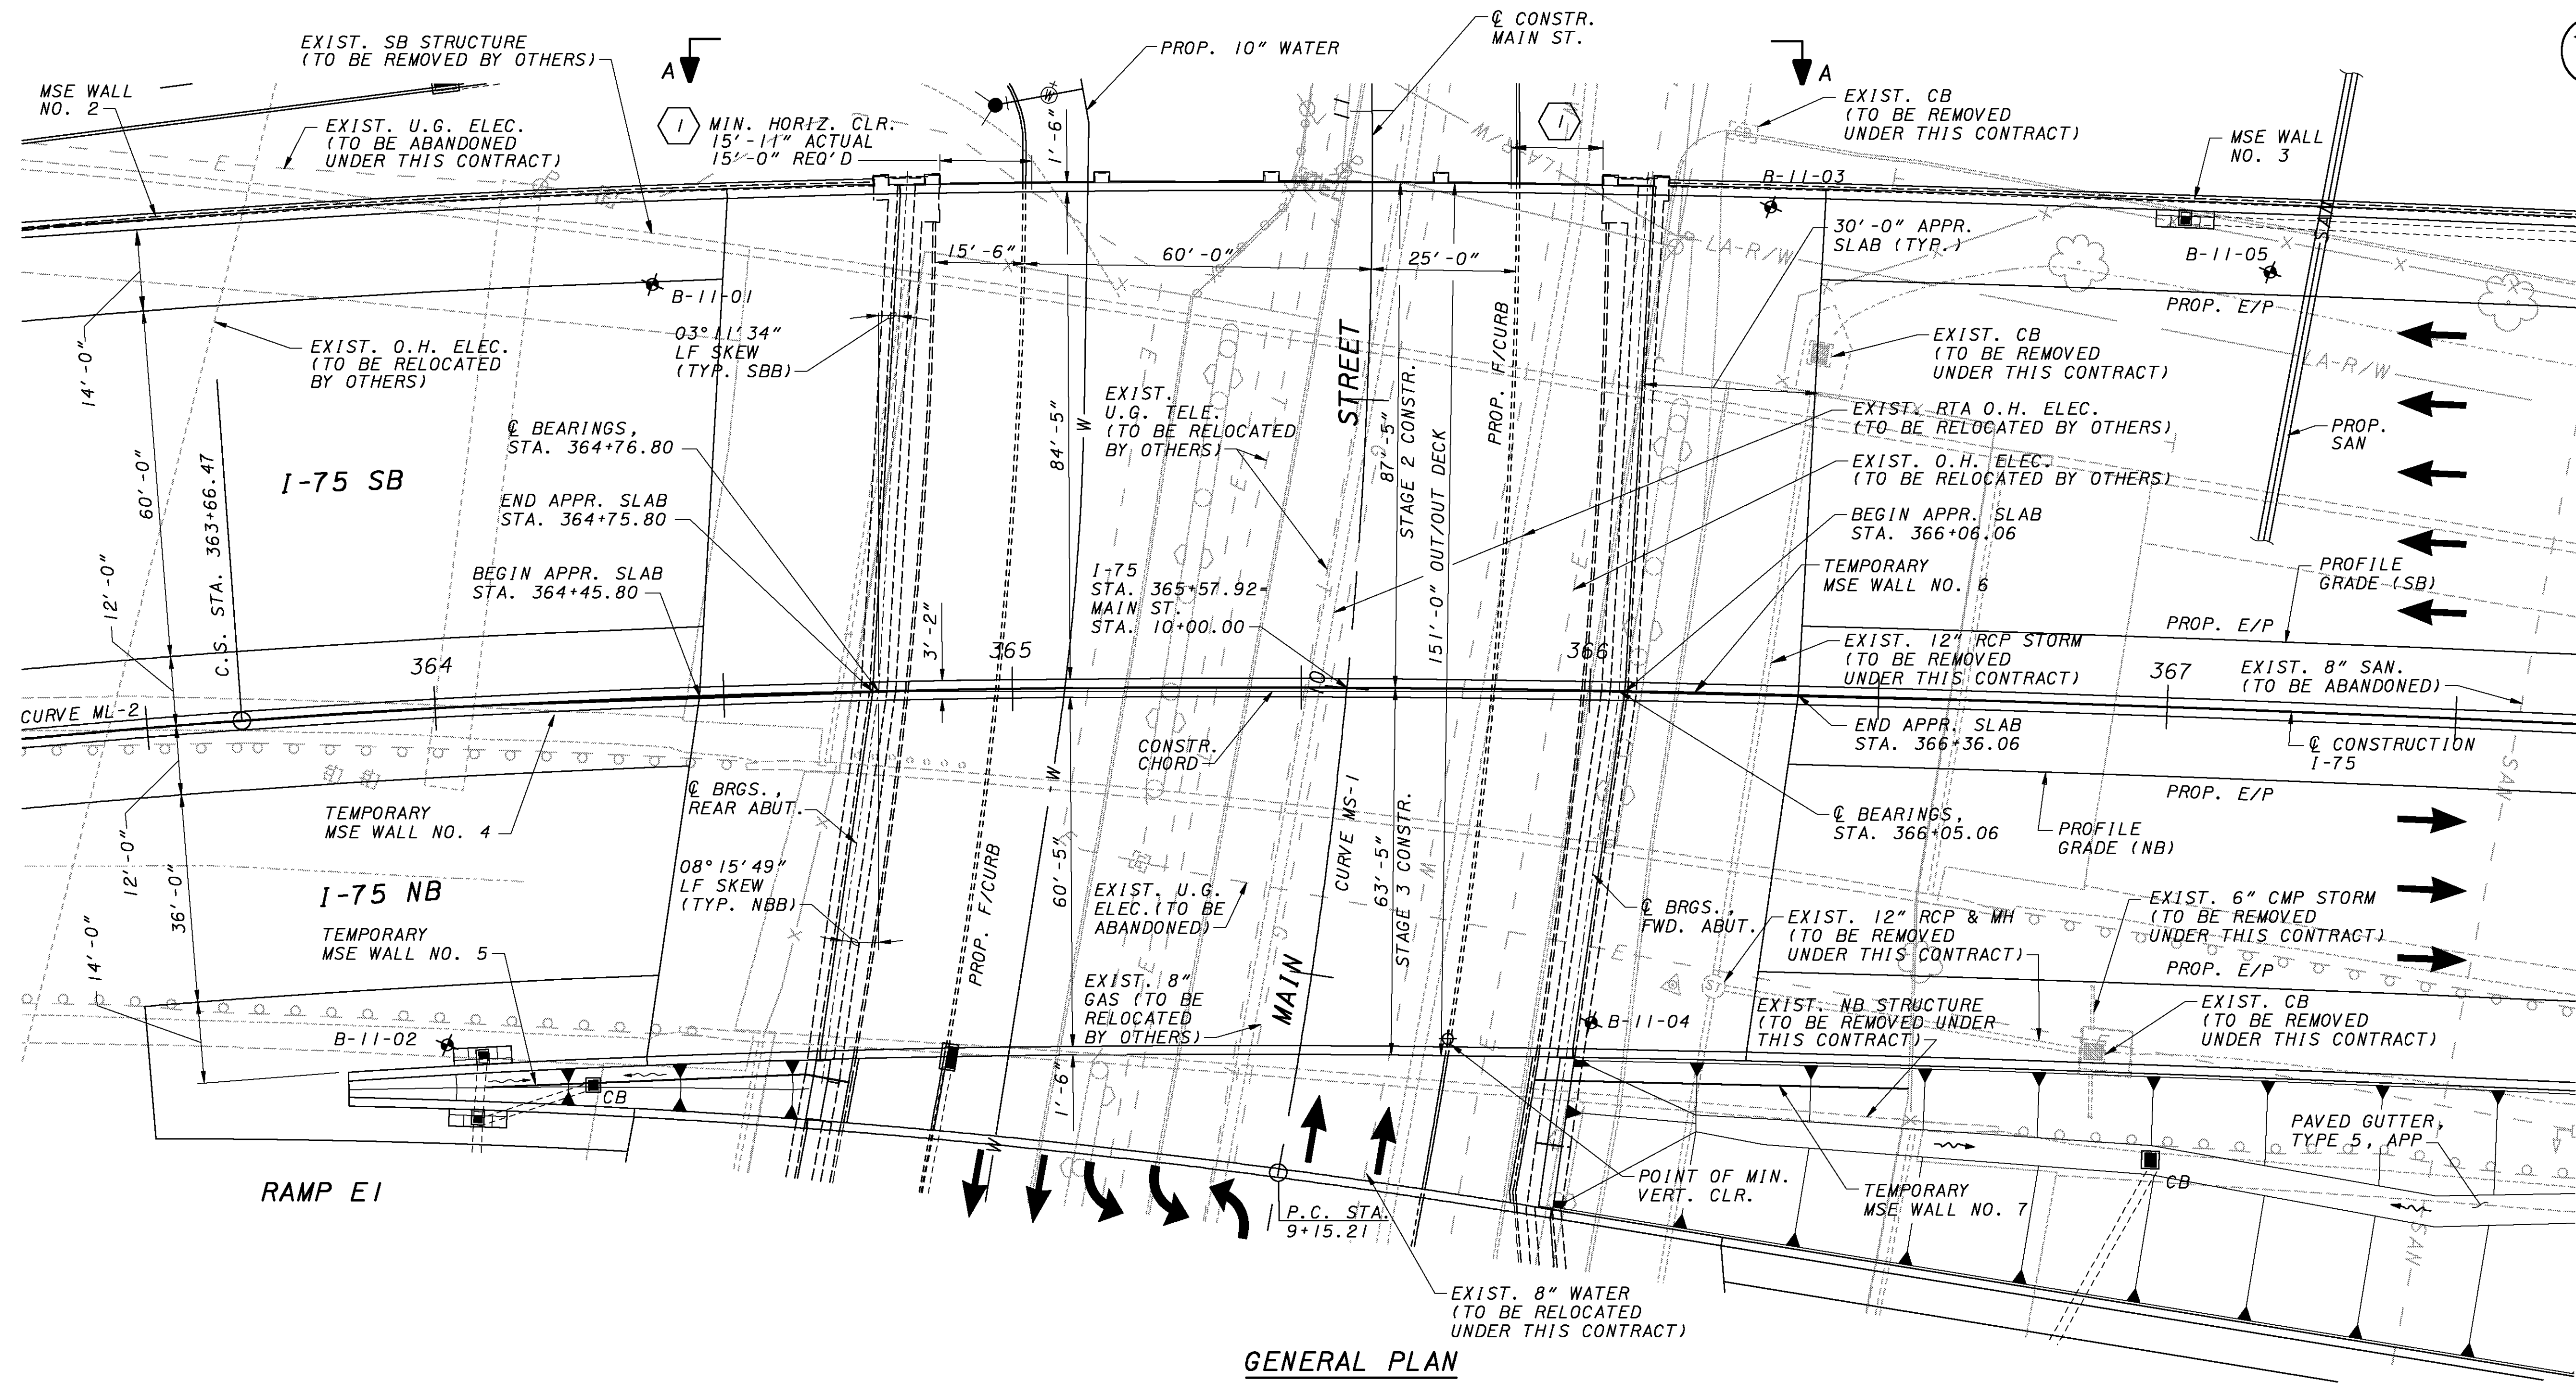 EXIST. SB STRUCTURE
(TO BE REMOVED BY OTHERS)
A
PROP. 10" WATER
℄ CONSTR.
MAIN ST.
A
MSE WALL
NO. 2
EXIST. U.G. ELEC.
(TO BE ABANDONED
UNDER THIS CONTRACT)
1
MIN. HORIZ. CLR.
15'-11" ACTUAL
15'-0" REQ'D
1'-6"
11
1
EXIST. CB
(TO BE REMOVED
UNDER THIS CONTRACT)
CB
MSE WALL
NO. 3
B-11-03
LA-R/W
30'-0" APPR.
SLAB (TYP.)
LA-R/W
B-11-05
SAN
15'-6"
60'-0"
25'-0"
B-11-01
PROP. E/P
14'-0"
03°11'34"
LF SKEW
(TYP. SBB)
EXIST. O.H. ELEC.
(TO BE RELOCATED
BY OTHERS)
STREET
PROP. F/CURB
EXIST. CB
(TO BE REMOVED
UNDER THIS CONTRACT)
LA-R/W
EXIST.
U.G. TELE.
(TO BE RELOCATED
BY OTHERS)
EXIST. RTA O.H. ELEC.
(TO BE RELOCATED BY OTHERS)
PROP.
SAN
℄ BEARINGS,
STA. 364+76.80
84'-5"
W
87'-5"
STAGE 2 CONSTR.
151'-0" OUT/OUT DECK
EXIST. O.H. ELEC.
(TO BE RELOCATED BY OTHERS)
I-75 SB
60'-0"
C.S. STA. 363+66.47
END APPR. SLAB
STA. 364+75.80
BEGIN APPR. SLAB
STA. 366+06.06
BEGIN APPR. SLAB
STA. 364+45.80
I-75
STA. 365+57.92=
MAIN ST.
STA. 10+00.00
TEMPORARY
MSE WALL NO. 6
PROFILE
GRADE (SB)
12'-0"
3'-2"
PROP. E/P
364
365
366
367
10
EXIST. 12" RCP STORM
(TO BE REMOVED
UNDER THIS CONTRACT)
EXIST. 8" SAN.
(TO BE ABANDONED)
CURVE ML-2
END APPR. SLAB
STA. 366+36.06
℄ CONSTRUCTION
I-75
CONSTR.
CHORD
SAN
W
℄ BRGS.,
REAR ABUT.
CURVE MS-1
PROP. E/P
TEMPORARY
MSE WALL NO. 4
℄ BEARINGS,
STA. 366+05.06
PROFILE
GRADE (NB)
12'-0"
36'-0"
I-75 NB
08°15'49"
LF SKEW
(TYP. NBB)
PROP. F/CURB
60'-5"
63'-5"
STAGE 3 CONSTR.
EXIST. U.G.
ELEC.(TO BE
ABANDONED)
℄ BRGS.,
FWD. ABUT.
EXIST. 12" RCP & MH
(TO BE REMOVED
UNDER THIS CONTRACT)
EXIST. 6" CMP STORM
(TO BE REMOVED
UNDER THIS CONTRACT)
TEMPORARY
MSE WALL NO. 5
14'-0"
PROP. E/P
EXIST. 8"
GAS (TO BE
RELOCATED
BY OTHERS)
MAIN
ST
EXIST. NB STRUCTURE
(TO BE REMOVED UNDER
THIS CONTRACT)
EXIST. CB
(TO BE REMOVED
UNDER THIS CONTRACT)
B-11-02
B-11-04
1'-6"
CB
PAVED GUTTER,
TYPE 5, APP
W
RAMP E1
POINT OF MIN.
VERT. CLR.
TEMPORARY
MSE WALL NO. 7
CB
P.C. STA.
9+15.21
SAN
EXIST. 8" WATER
(TO BE RELOCATED
UNDER THIS CONTRACT)
GENERAL PLAN